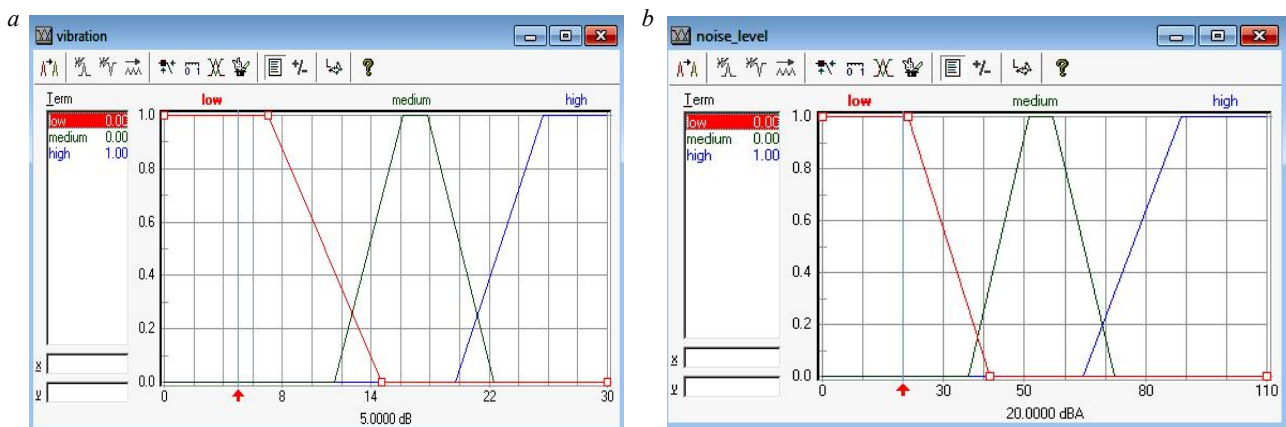 a
vibration
Term
low 0.00
medium 0.00
high 1.00
low medium high
1.0
0.8
0.6
0.4
0.2
0.0
0 8 14 22 30
5.0000 dB
x
y
b
noise_level
0 1
Term
low 0.00
medium 0.00
high 1.00
low medium high
1.0
0.8
0.6
0.4
0.2
0.0
0 30 50 80 110
20.0000 dBA
x
y